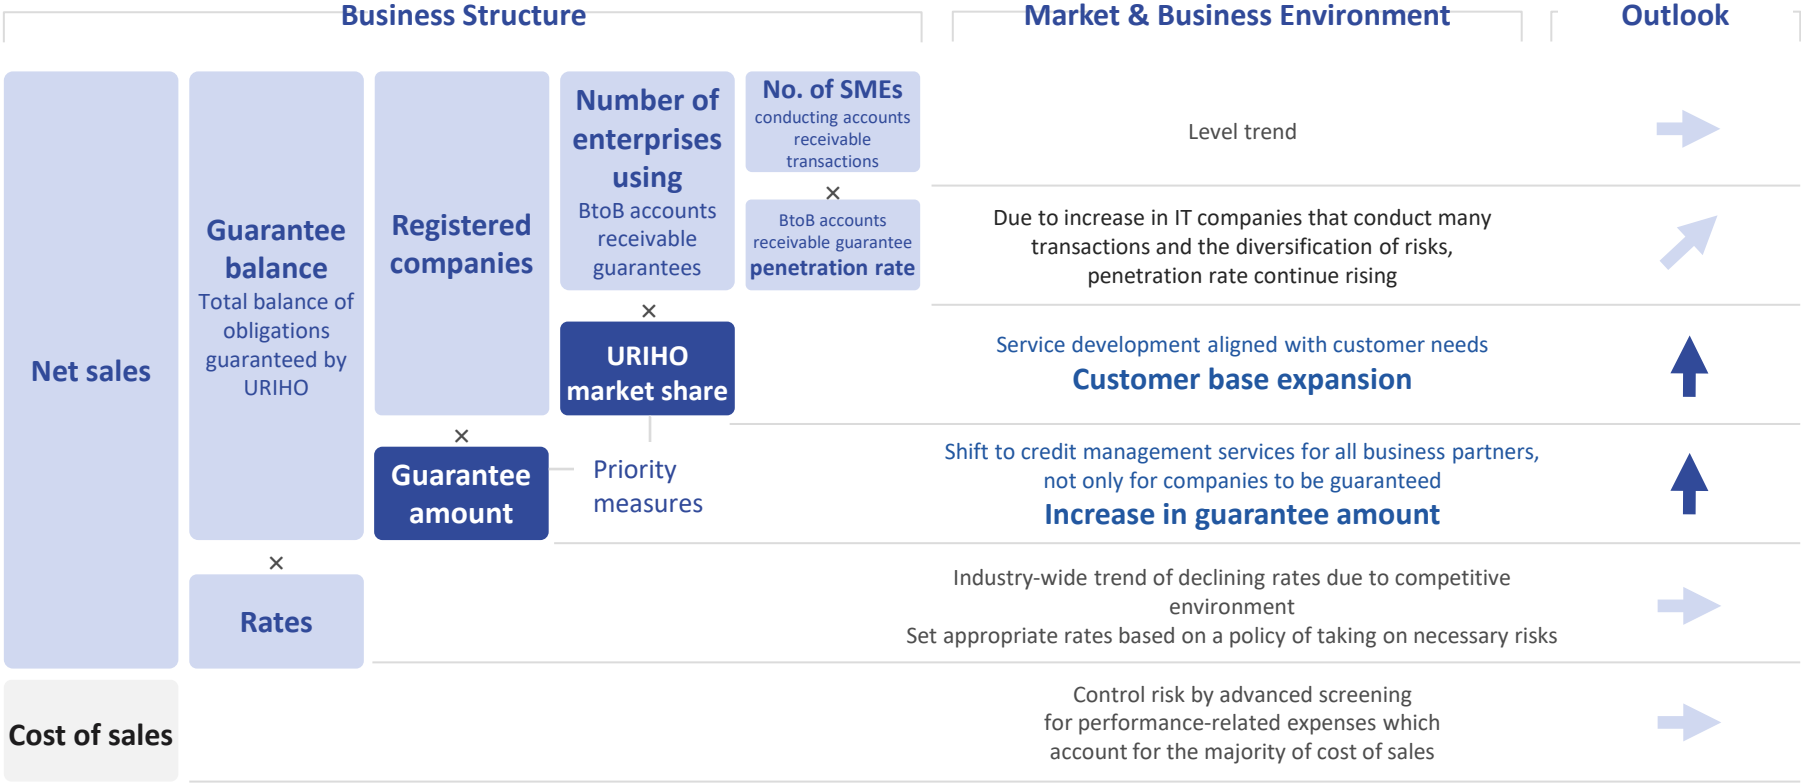 Business Structure
Market & Business Environment
Outlook
Net sales
Guarantee
balance
Total balance of
obligations
guaranteed by
URIHO
×
Rates
Registered
companies
×
Guarantee
amount
Number of
enterprises
using
BtoB accounts
receivable
guarantees
×
URIHO
market share
Priority
measures
No. of SMEs
conducting accounts
receivable
transactions
×
BtoB accounts
receivable guarantee
penetration rate
Level trend
Due to increase in IT companies that conduct many
transactions and the diversification of risks,
penetration rate continue rising
Service development aligned with customer needs
Customer base expansion
Shift to credit management services for all business partners,
not only for companies to be guaranteed
Increase in guarantee amount
Industry-wide trend of declining rates due to competitive
environment
Set appropriate rates based on a policy of taking on necessary risks
Cost of sales
Control risk by advanced screening
for performance-related expenses which
account for the majority of cost of sales